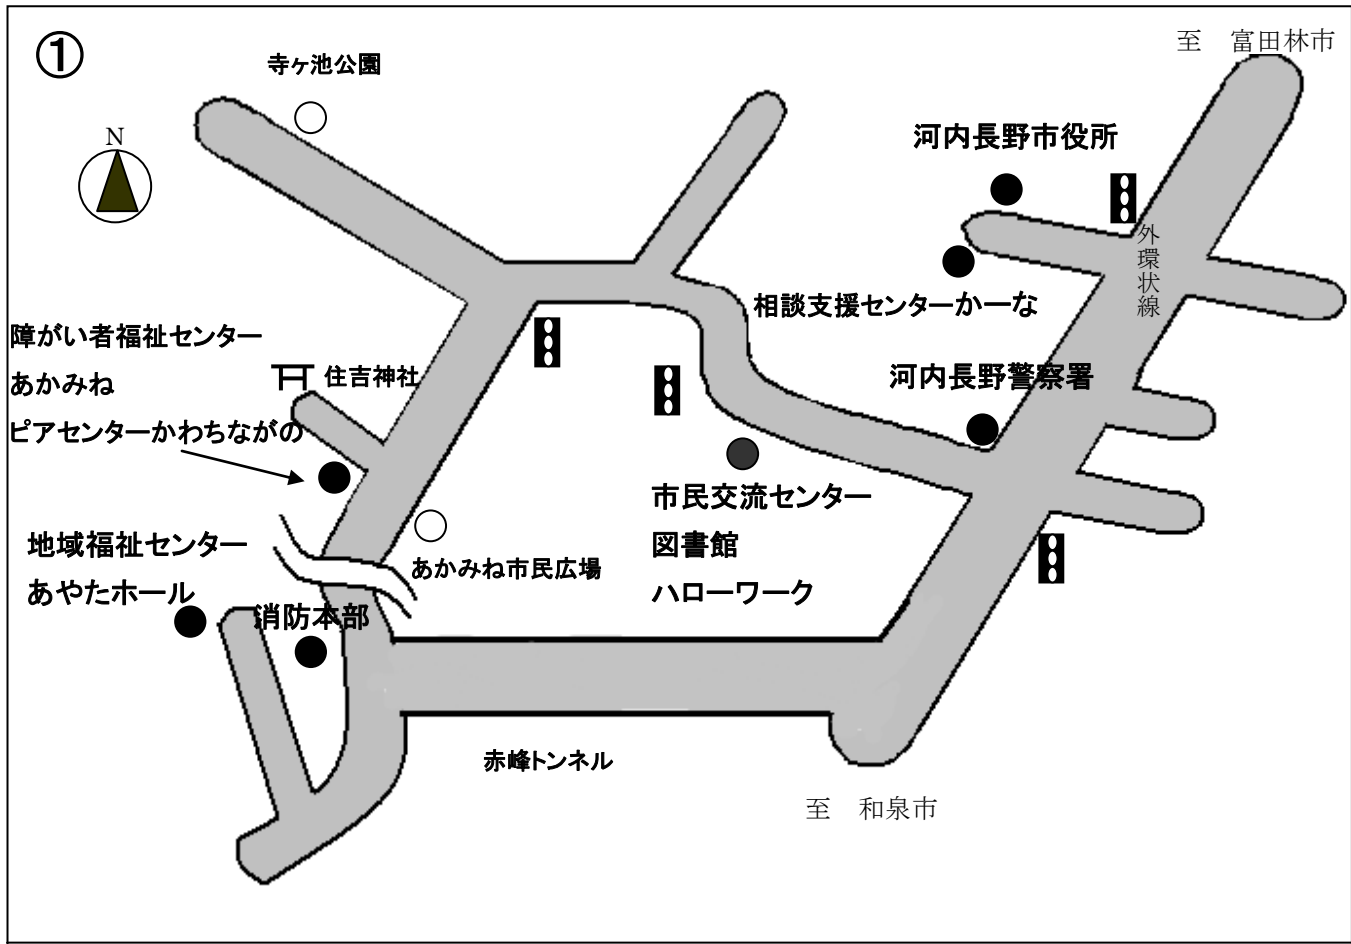 ①
寺ヶ池公園
至　富田林市
N
河内長野市役所
外環状線
相談支援センターかーな
障がい者福祉センター
あかみね
ピアセンターかわちながの
住吉神社
河内長野警察署
市民交流センター
図書館
ハローワーク
地域福祉センター
あやたホール
あかみね市民広場
消防本部
赤峰トンネル
至　和泉市